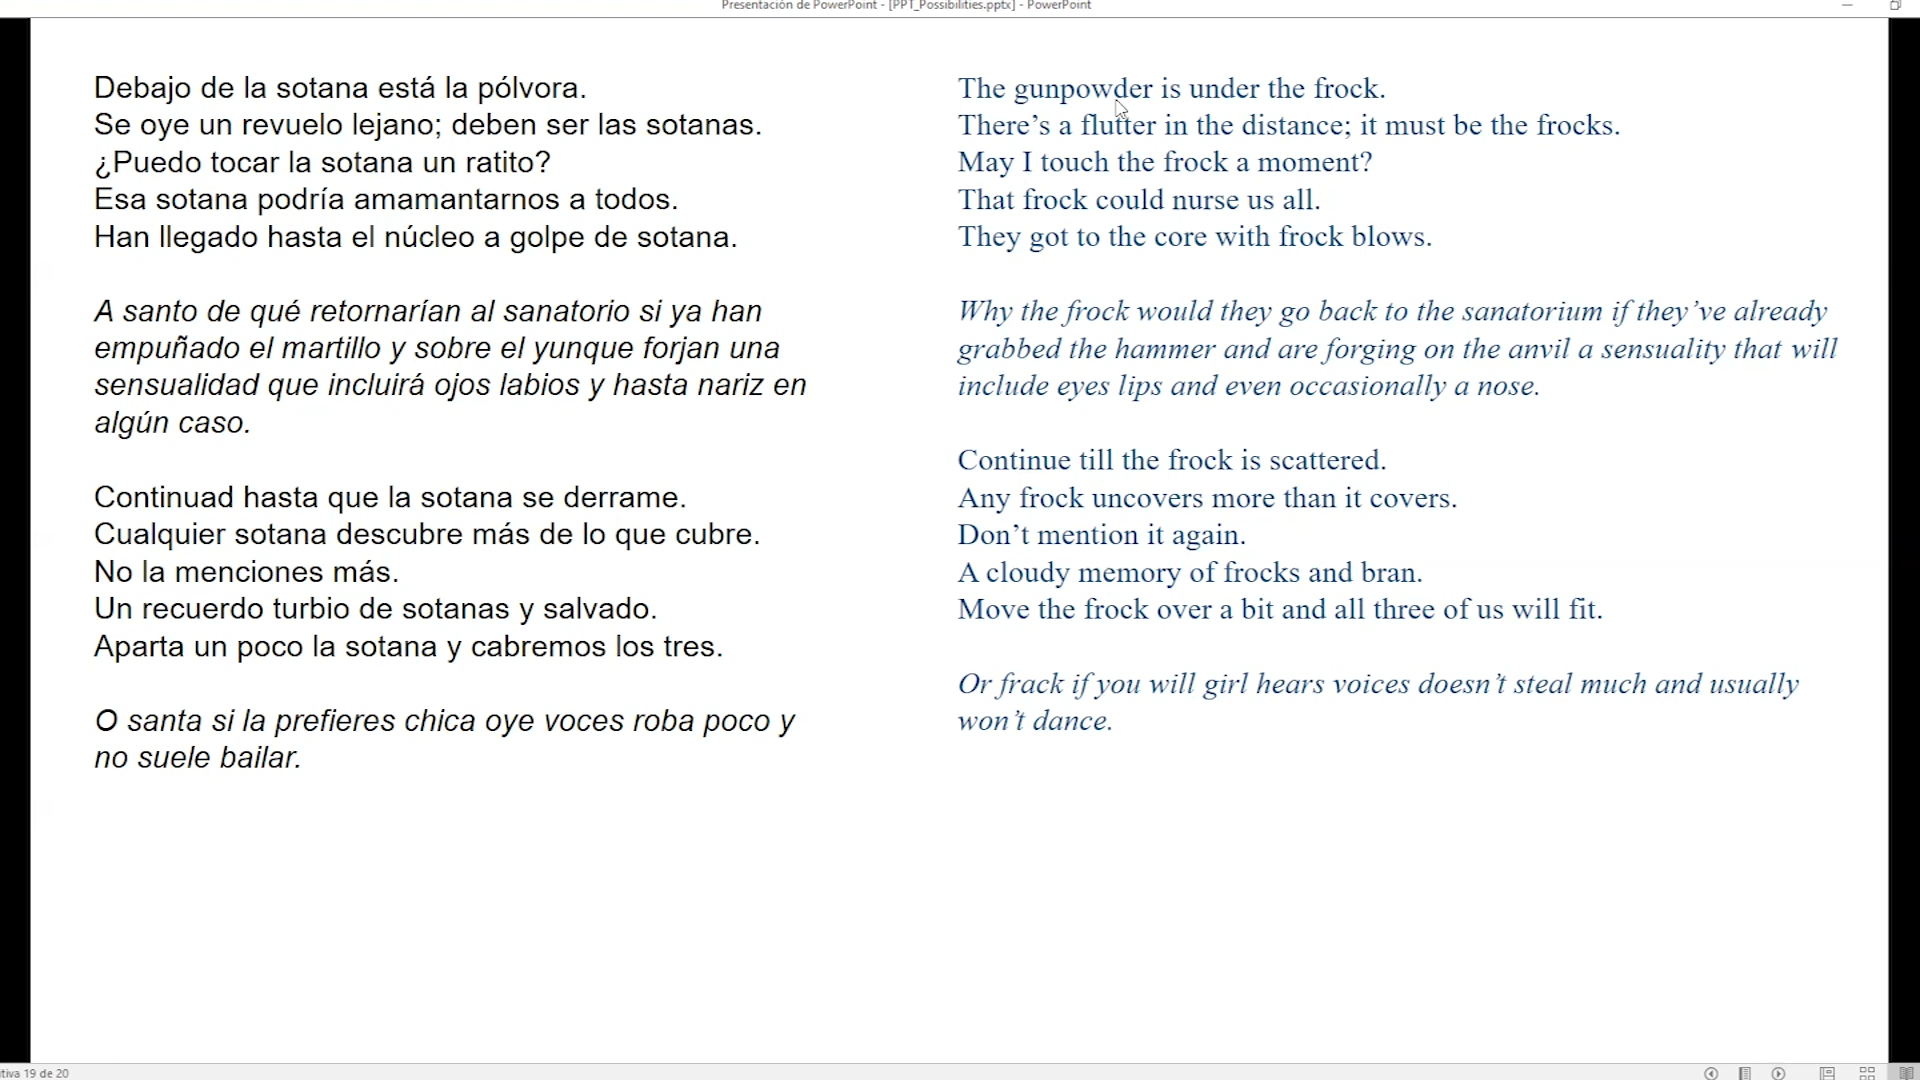 Presentación de PowerPoint - [PPT_Possibilities.pptx] - PowerPoint
Debajo de la sotana está la pólvora.
Se oye un revuelo lejano; deben ser las sotanas.
¿Puedo tocar la sotana un ratito?
Esa sotana podría amamantarnos a todos.
Han llegado hasta el núcleo a golpe de sotana.
A santo de qué retornarían al sanatorio si ya han
empuñado el martillo y sobre el yunque forjan una
sensualidad que incluirá ojos labios y hasta nariz en
algún caso.
Continuad hasta que la sotana se derrame.
Cualquier sotana descubre más de lo que cubre.
No la menciones más.
Un recuerdo turbio de sotanas y salvado.
Aparta un poco la sotana y cabremos los tres.
O santa si la prefieres chica oye voces roba poco y
no suele bailar.
The gunpowder is under the frock.
There’s a flutter in the distance; it must be the frocks.
May I touch the frock a moment?
That frock could nurse us all.
They got to the core with frock blows.
Why the frock would they go back to the sanatorium if they’ve already
grabbed the hammer and are forging on the anvil a sensuality that will
include eyes lips and even occasionally a nose.
Continue till the frock is scattered.
Any frock uncovers more than it covers.
Don’t mention it again.
A cloudy memory of frocks and bran.
Move the frock over a bit and all three of us will fit.
Or frack if you will girl hears voices doesn’t steal much and usually
won’t dance.
itiva 19 de 20